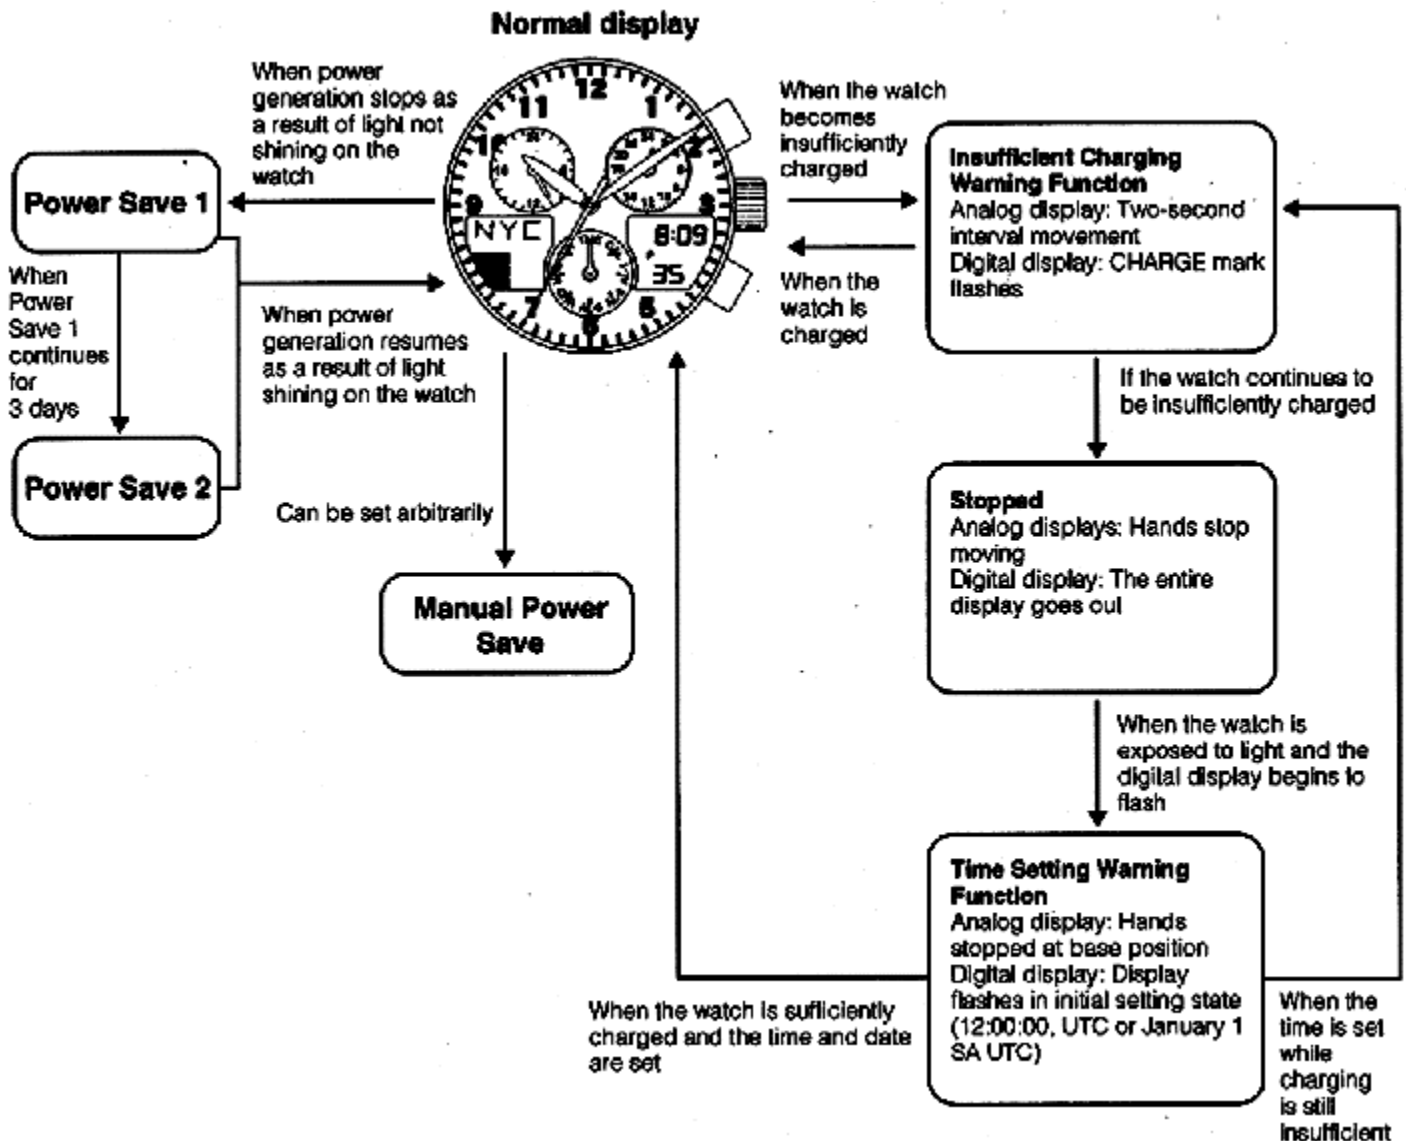 Normal display
When power
generation stops as
a result of light not
shining on the
watch
Power Save 1
When
Power
Save 1
continues
for
3 days
Power Save 2
When power
generation resumes
as a result of light
shining on the watch
Can be set arbitrarily
Manual Power
Save
12
11
1
10
2
9
3
NYC
8:09
35
7
6
5
When the watch
becomes
insufficiently
charged
When the
watch is
charged
Insufficient Charging
Warning Function
Analog display: Two-second
interval movement
Digital display: CHARGE mark
flashes
If the watch continues to
be insufficiently charged
Stopped
Analog displays: Hands stop
moving
Digital display: The entire
display goes out
When the watch is
exposed to light and the
digital display begins to
flash
Time Setting Warning
Function
Analog display: Hands
stopped at base position
Digital display: Display
flashes in initial setting state
(12:00:00, UTC or January 1
SA UTC)
When the watch is sufficiently
charged and the time and date
are set
When the
time is set
while
charging
is still
insufficient